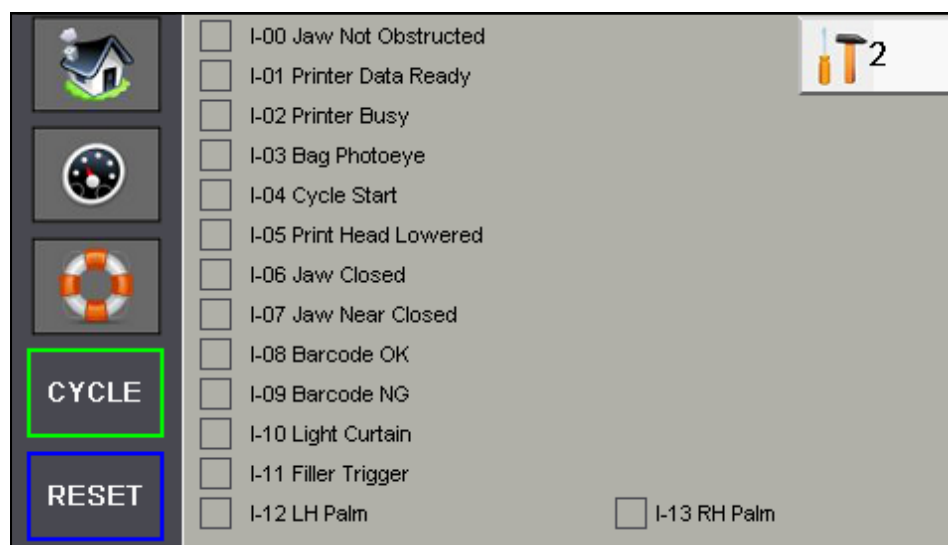 I-00 Jaw Not Obstructed
2
I-01 Printer Data Ready
I-02 Printer Busy
I-03 Bag Photoeye
I-04 Cycle Start
I-05 Print Head Lowered
I-06 Jaw Closed
I-07 Jaw Near Closed
I-08 Barcode OK
CYCLE
I-09 Barcode NG
I-10 Light Curtain
I-11 Filler Trigger
RESET
I-12 LH Palm
I-13 RH Palm